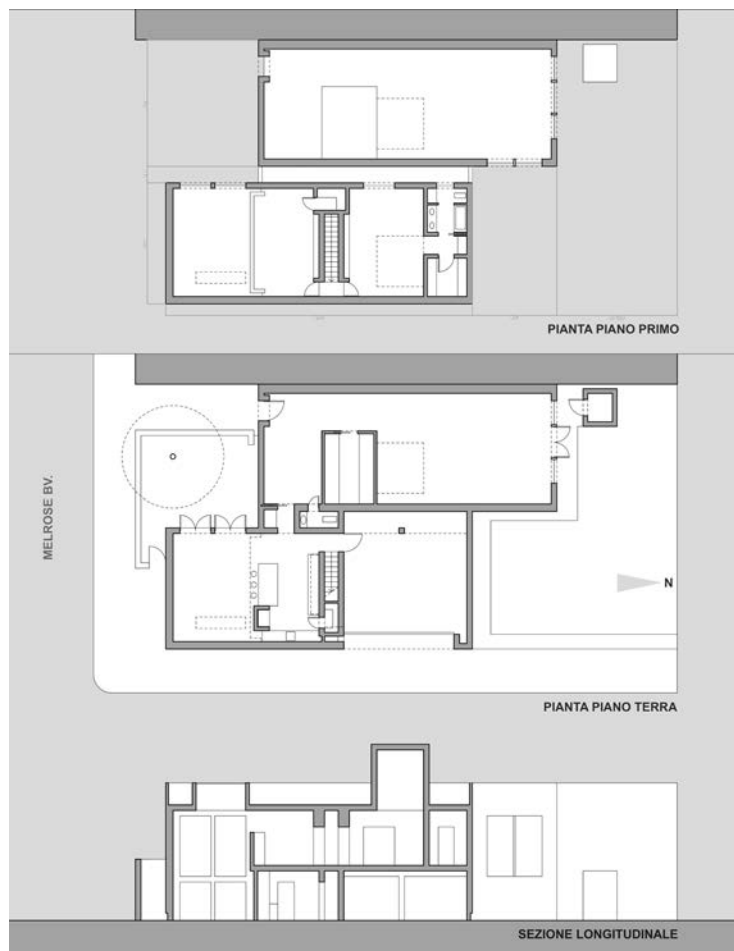 PIANTA PIANO PRIMO
MELROSE BV.
N
PIANTA PIANO TERRA
SEZIONE LONGITUDINALE